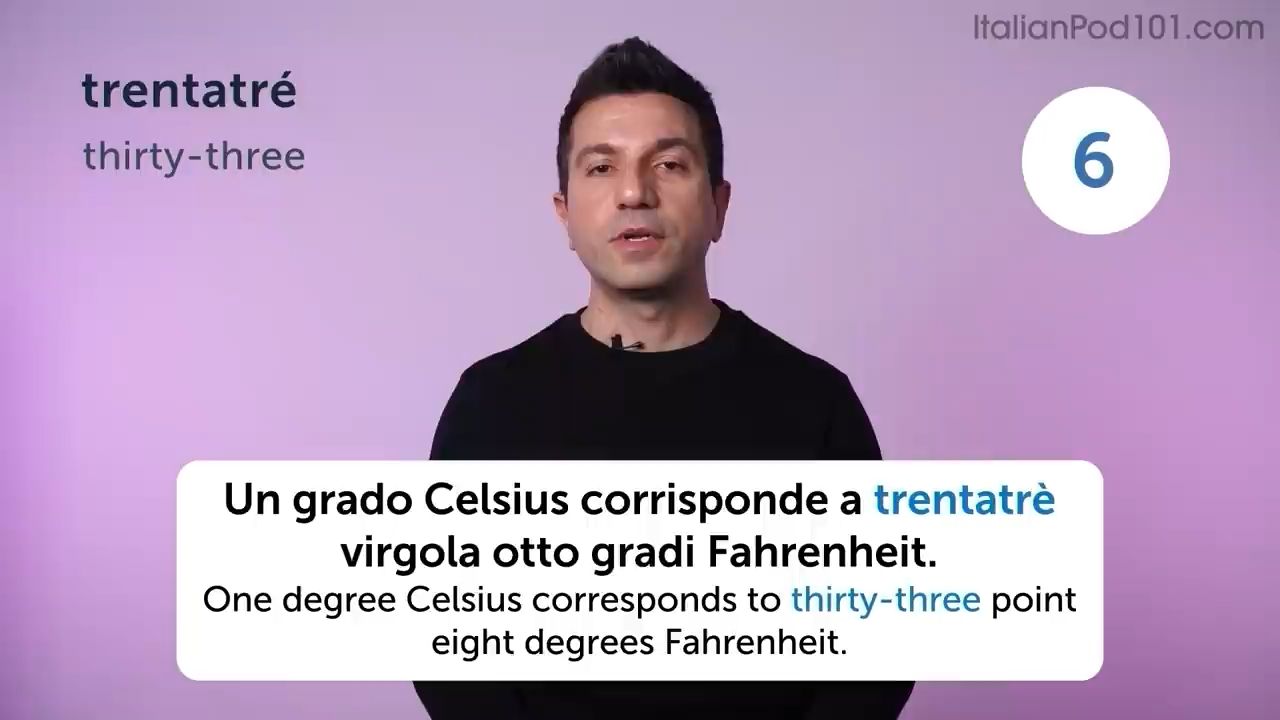 ItalianPod101.com
trentatré
thirty-three
6
Un grado Celsius corrisponde a trentatrè
virgola otto gradi Fahrenheit.
One degree Celsius corresponds to thirty-three point
eight degrees Fahrenheit.